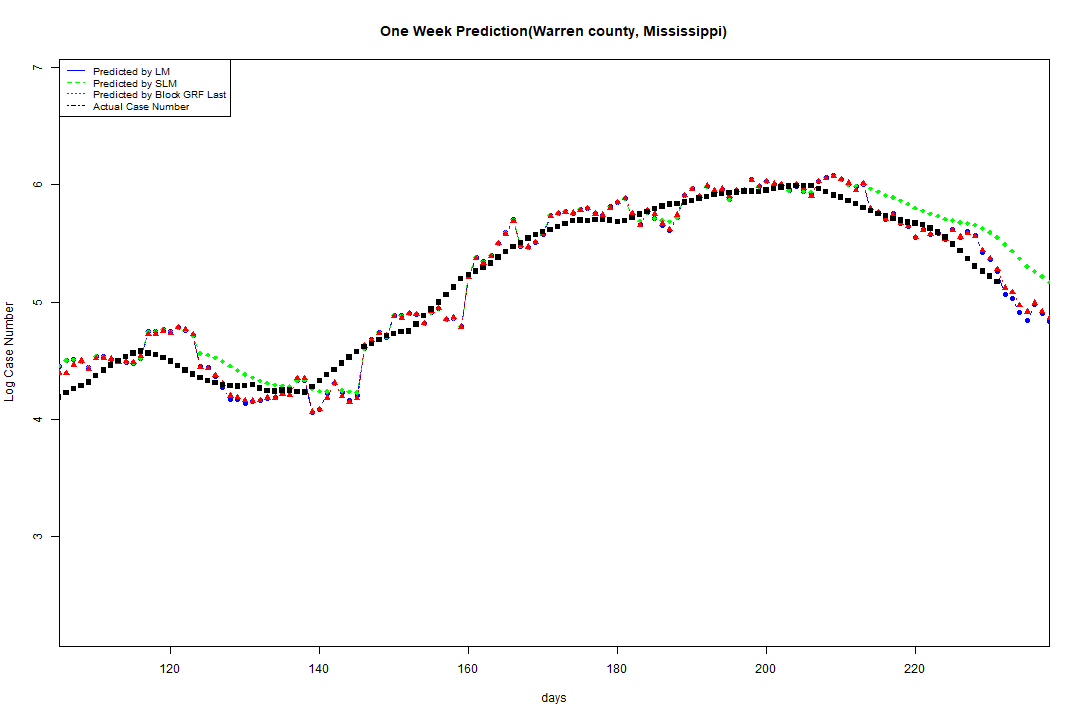 One Week Prediction(Warren county, Mississippi)
Predicted by LM
Predicted by SLM
Predicted by Block GRF Last
Actual Case Number
7
6
5
4
3
Log Case Number
120
140
160
180
200
220
days